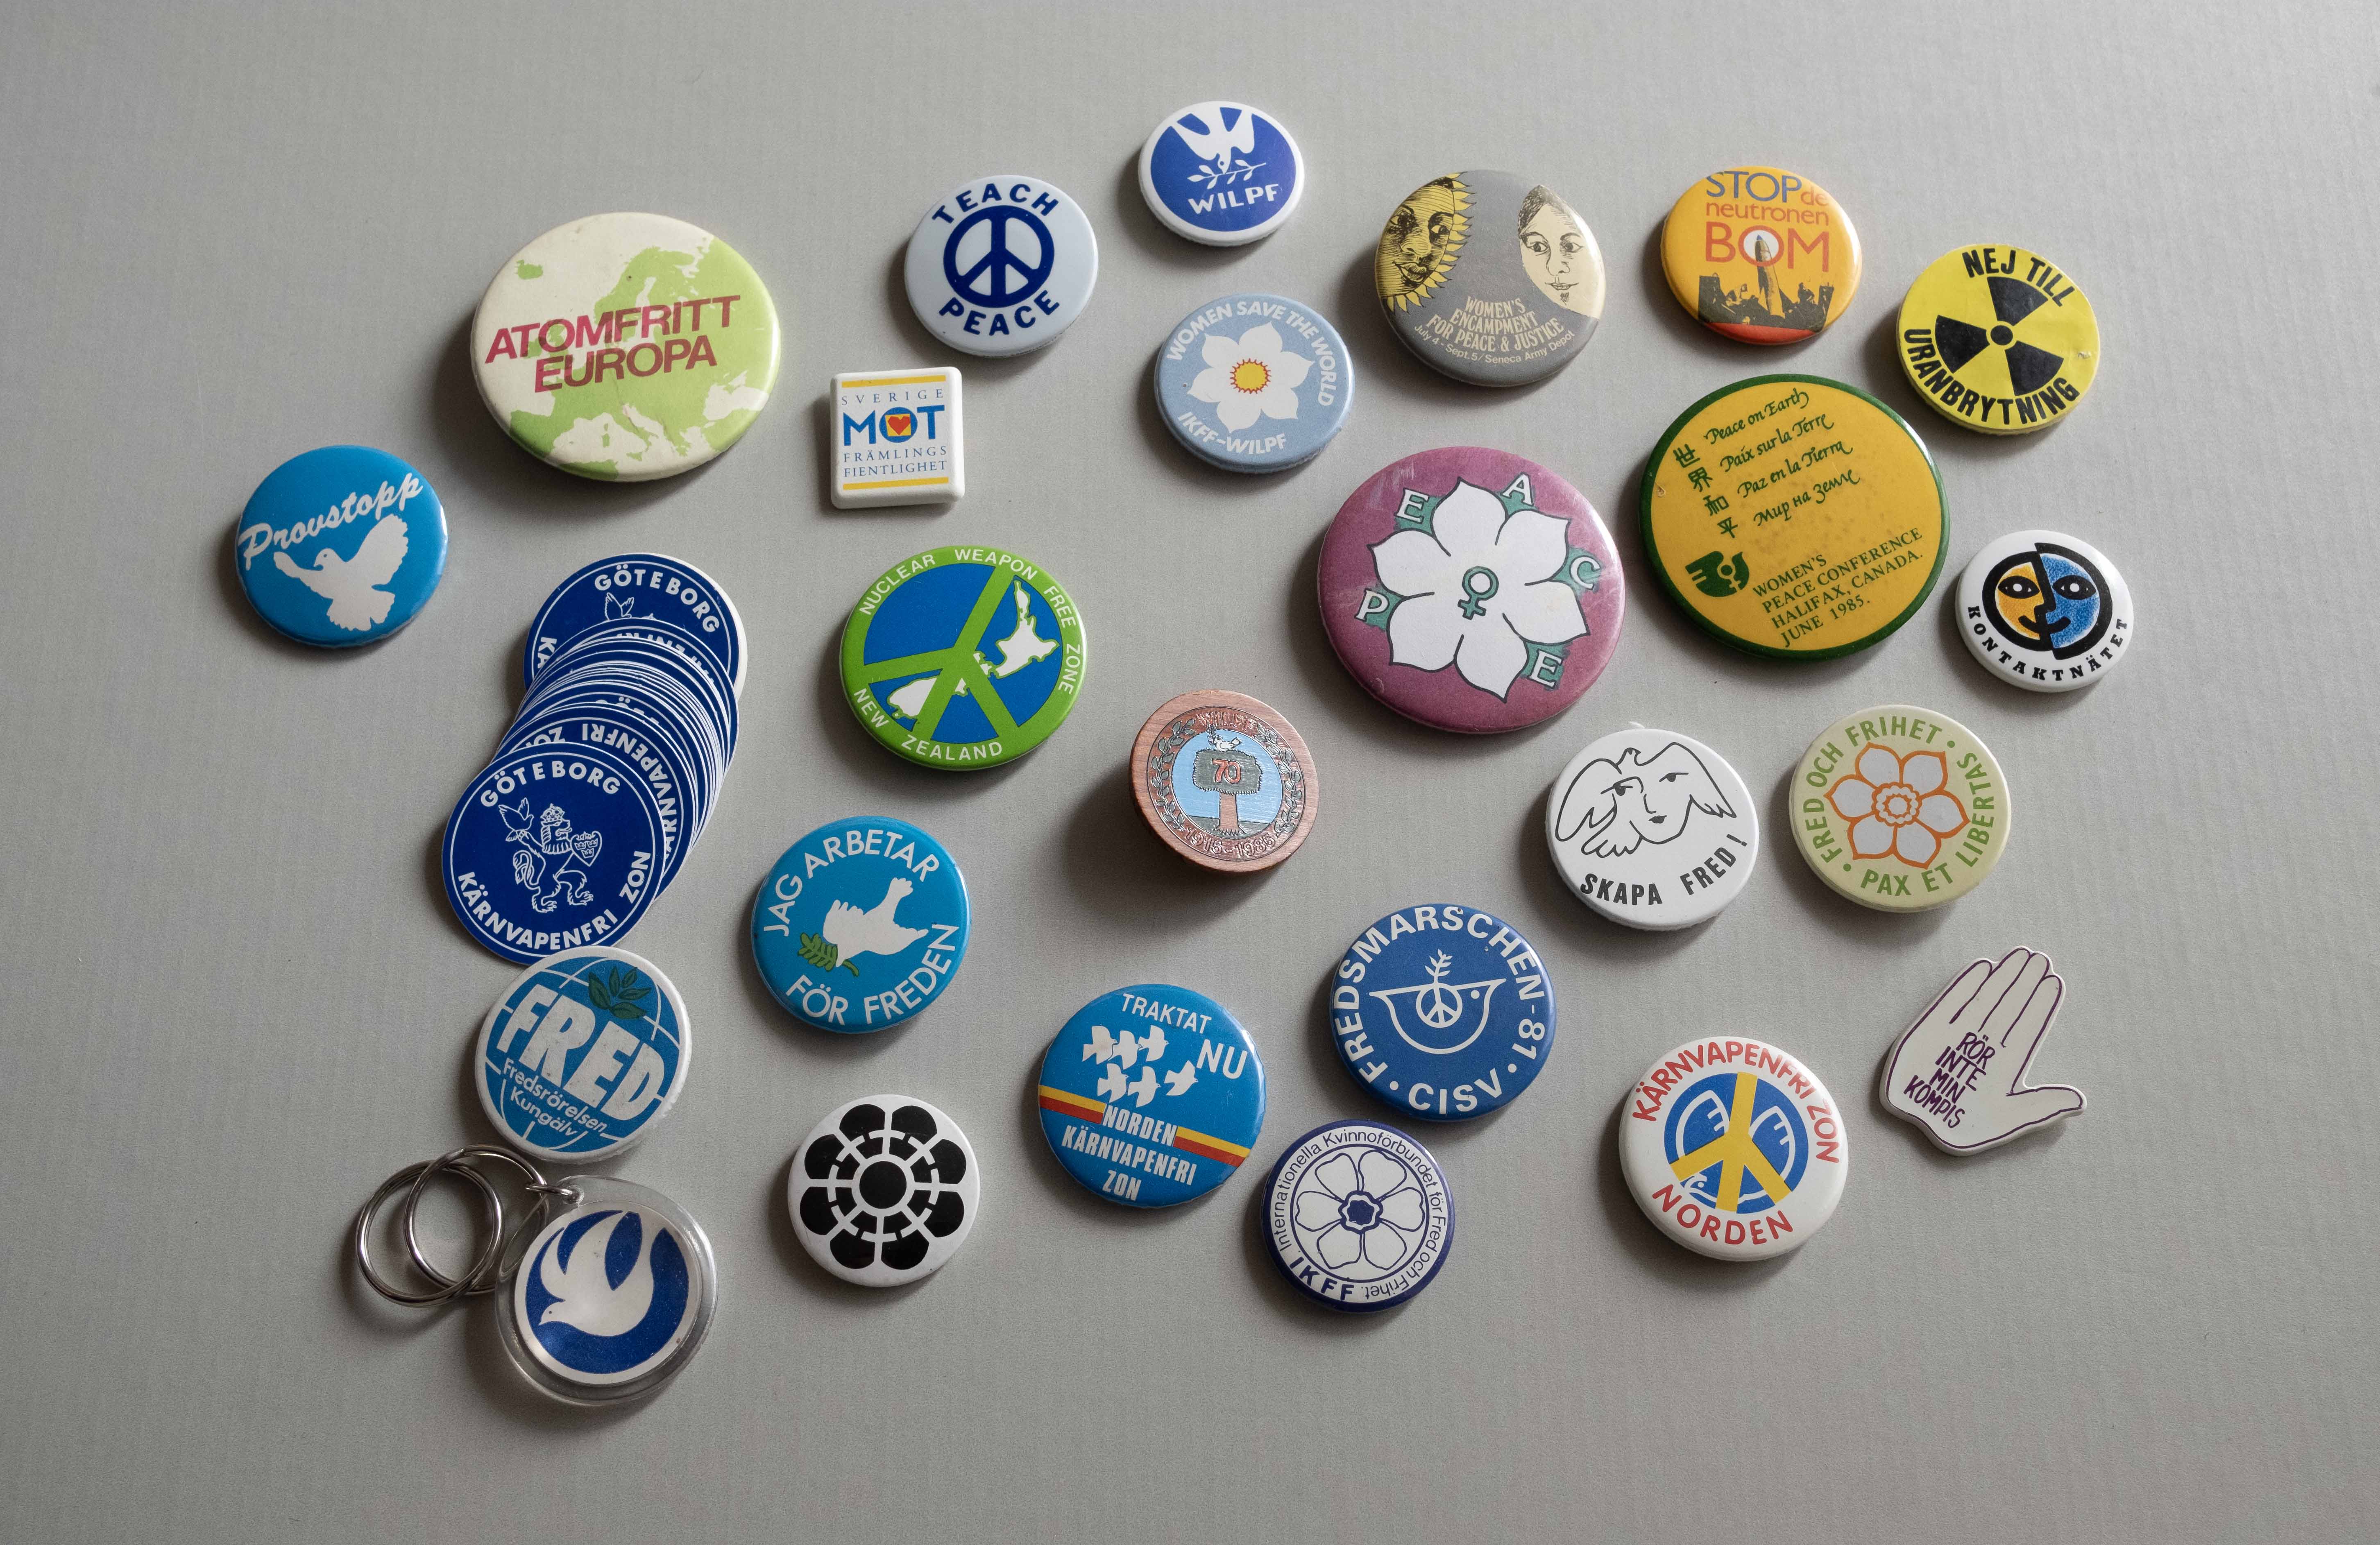 WILPF
TEACH
PEACE
STOP de
neutronen
BOM
WOMEN'S
ENCAMPMENT
FOR PEACE & JUSTICE
July 4 - Sept. 5/Seneca Army Depot
ATOMFRITT
EUROPA
NEJ TILL
URANBRYTNING
WOMEN SAVE THE WORLD
IKFF-WILPF
SVERIGE
MOT
FRÄMLINGS
FIENTLIGHET
世界和平
Peace on Earth
Paix sur la Terre
Paz en la Tierra
Мир на Земле
WOMEN'S
PEACE CONFERENCE
HALIFAX, CANADA.
JUNE 1985.
Provstopp
PEACE
KONTAKTNÄTET
GÖTEBORG
NUCLEAR WEAPON FREE ZONE
NEW ZEALAND
KÄRNVAPENFRI ZON
GÖTEBORG
KÄRNVAPENFRI ZON
WILPF
70
1915-1985
SKAPA FRED!
FRED OCH FRIHET
PAX ET LIBERTAS
JAG ARBETAR
FÖR FREDEN
FREDSMARSCHEN-81
CISV
FRED
Fredsrörelsen
Kungälv
TRAKTAT
NU
NORDEN
KÄRNVAPENFRI
ZON
RÖR
INTE
MIN
KOMPIS
KÄRNVAPENFRI ZON
NORDEN
Internationella Kvinnoförbundet för Fred och Frihet.
IKFF